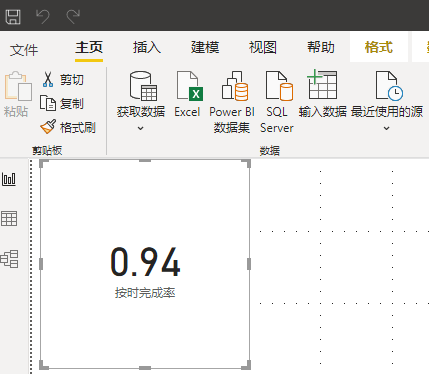 文件 主页 插入 建模 视图 帮助 格式
粘贴
剪切
复制
格式刷
剪贴板
获取数据
Excel
Power BI
数据集
SQL
Server
输入数据
最近使用的源
数据
0.94
按时完成率